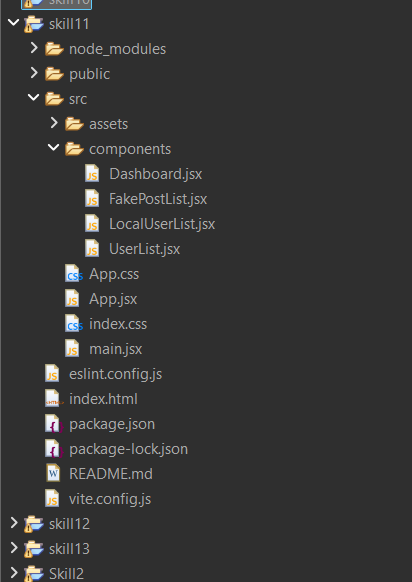 skill10
skill11
node_modules
public
src
assets
components
Dashboard.jsx
FakePostList.jsx
LocalUserList.jsx
UserList.jsx
App.css
App.jsx
index.css
main.jsx
eslint.config.js
index.html
package.json
package-lock.json
README.md
vite.config.js
skill12
skill13
Skill2